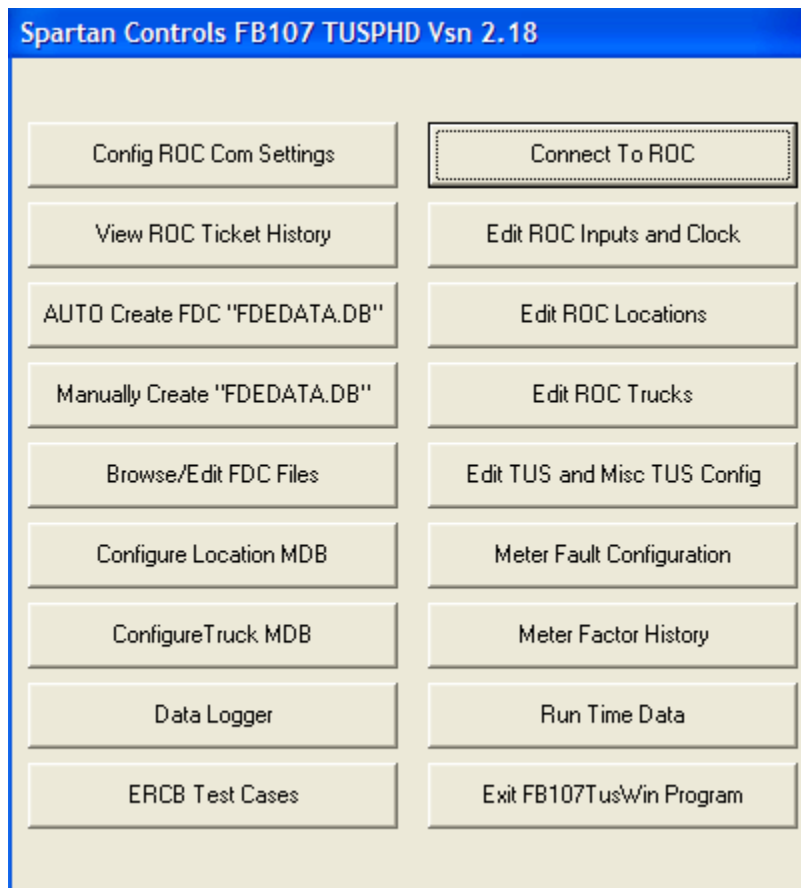 Spartan Controls FB107 TUSPHD Vsn 2.18
Config ROC Com Settings
Connect To ROC
View ROC Ticket History
Edit ROC Inputs and Clock
AUTO Create FDC "FDEDATA.DB"
Edit ROC Locations
Manually Create "FDEDATA.DB"
Edit ROC Trucks
Browse/Edit FDC Files
Edit TUS and Misc TUS Config
Configure Location MDB
Meter Fault Configuration
ConfigureTruck MDB
Meter Factor History
Data Logger
Run Time Data
ERCB Test Cases
Exit FB107TusWin Program